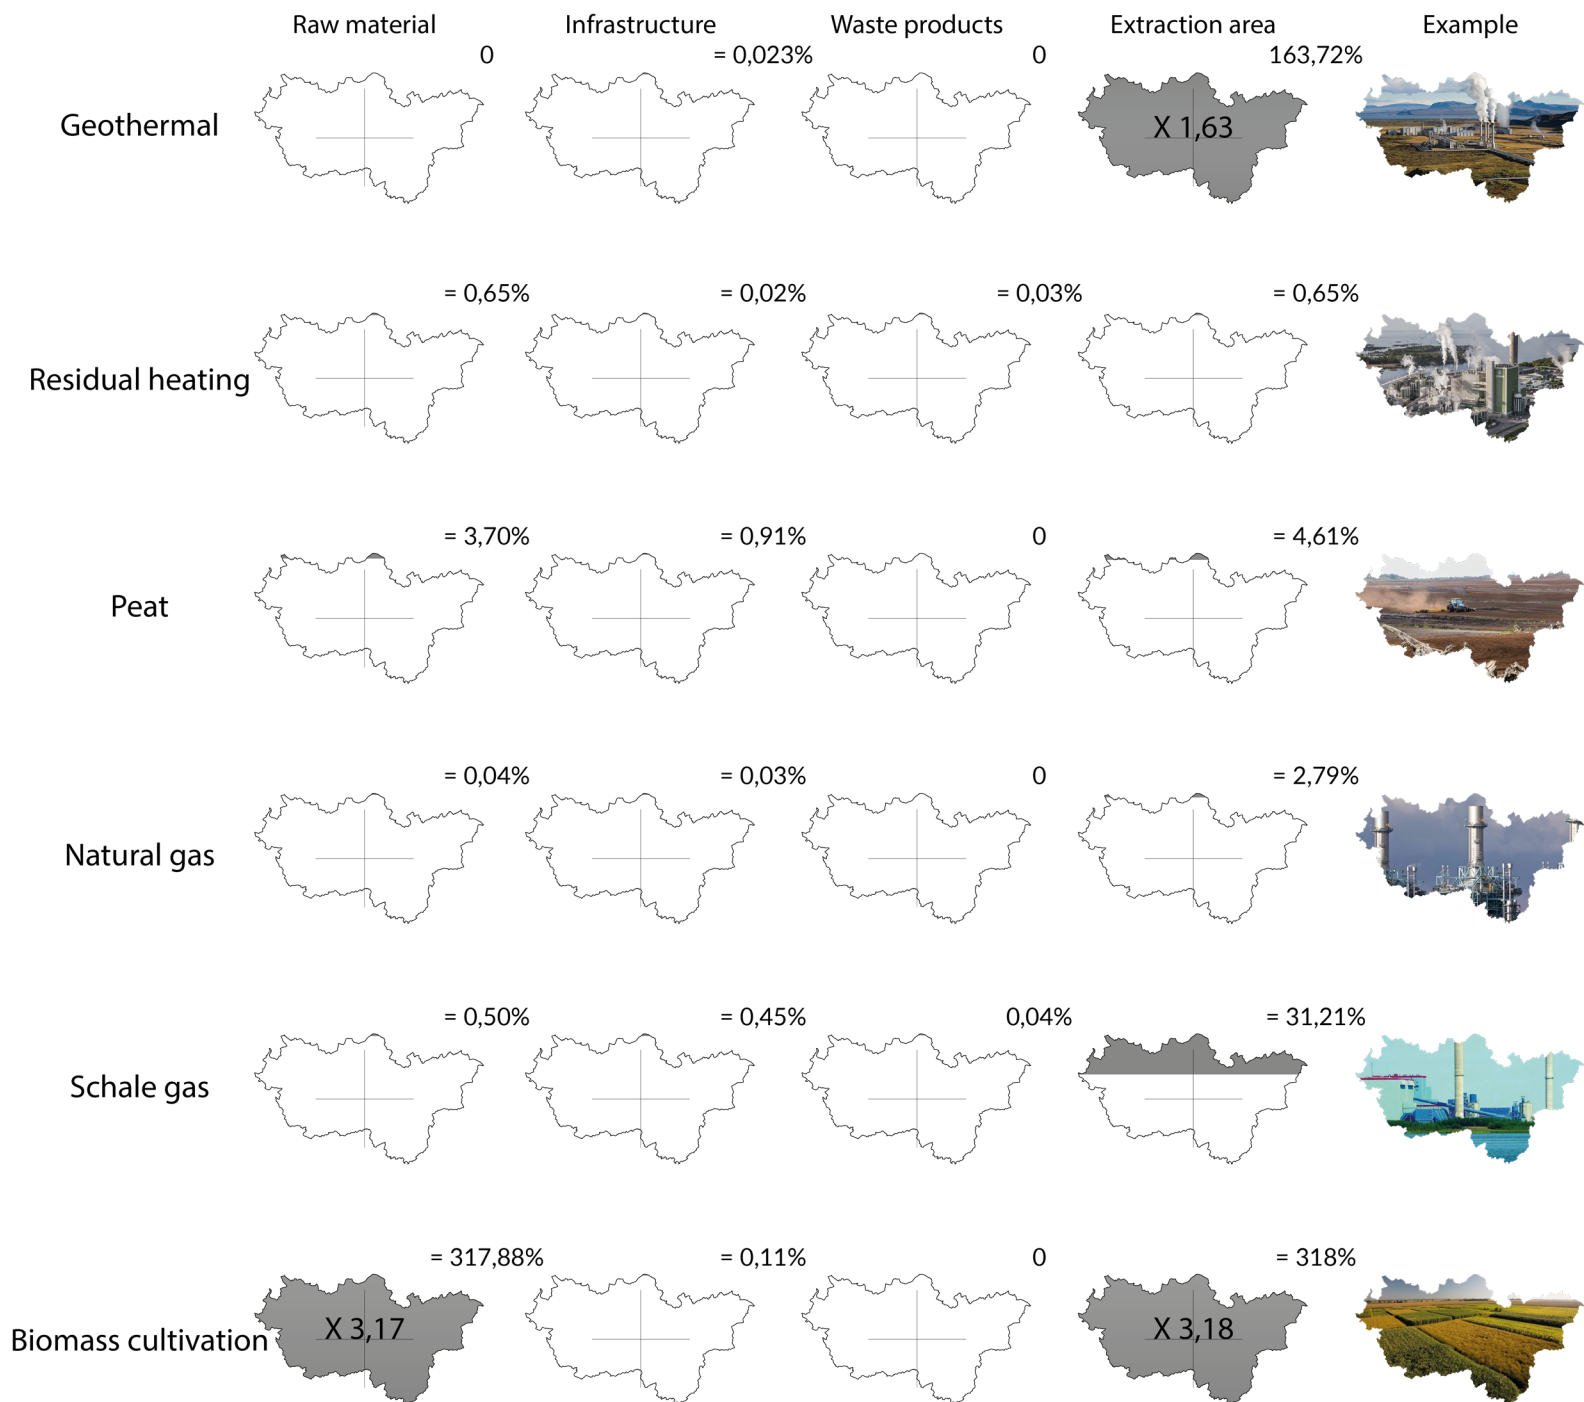 Raw material
Infrastructure
Waste products
Extraction area
Example
0
= 0,023%
0
163,72%
Geothermal
X 1,63
= 0,65%
= 0,02%
= 0,03%
= 0,65%
Residual heating
= 3,70%
= 0,91%
0
= 4,61%
Peat
= 0,04%
= 0,03%
0
= 2,79%
Natural gas
= 0,50%
= 0,45%
0,04%
= 31,21%
Schale gas
= 317,88%
= 0,11%
0
= 318%
Biomass cultivation
X 3,17
X 3,18